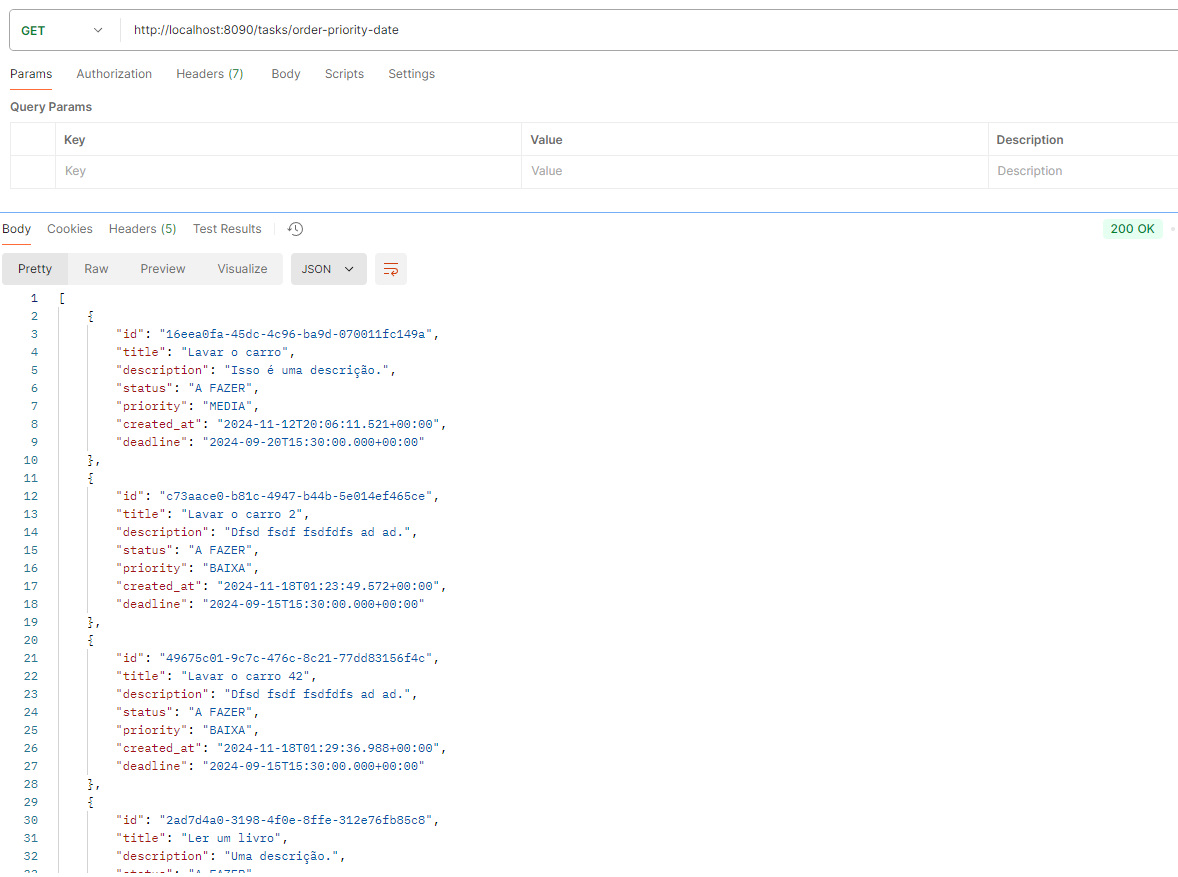 GET http://localhost:8090/tasks/order-priority-date
Params Authorization Headers (7) Body Scripts Settings
Query Params
Key Value Description
Key Value Description
Body Cookies Headers (5) Test Results 200 OK
Pretty Raw Preview Visualize JSON
1 [
2 {
3 "id": "16eea0fa-45dc-4c96-ba9d-070011fc149a",
4 "title": "Lavar o carro",
5 "description": "Isso é uma descrição.",
6 "status": "A FAZER",
7 "priority": "MEDIA",
8 "created_at": "2024-11-12T20:06:11.521+00:00",
9 "deadline": "2024-09-20T15:30:00.000+00:00"
10 },
11 {
12 "id": "c73aace0-b81c-4947-b44b-5e014ef465ce",
13 "title": "Lavar o carro 2",
14 "description": "Dfsd fsdf fsdfdfs ad ad.",
15 "status": "A FAZER",
16 "priority": "BAIXA",
17 "created_at": "2024-11-18T01:23:49.572+00:00",
18 "deadline": "2024-09-15T15:30:00.000+00:00"
19 },
20 {
21 "id": "49675c01-9c7c-476c-8c21-77dd83156f4c",
22 "title": "Lavar o carro 42",
23 "description": "Dfsd fsdf fsdfdfs ad ad.",
24 "status": "A FAZER",
25 "priority": "BAIXA",
26 "created_at": "2024-11-18T01:29:36.988+00:00",
27 "deadline": "2024-09-15T15:30:00.000+00:00"
28 },
29 {
30 "id": "2ad7d4a0-3198-4f0e-8ffe-312e76fb85c8",
31 "title": "Ler um livro",
32 "description": "Uma descrição.",
33 "status": "A FAZER"